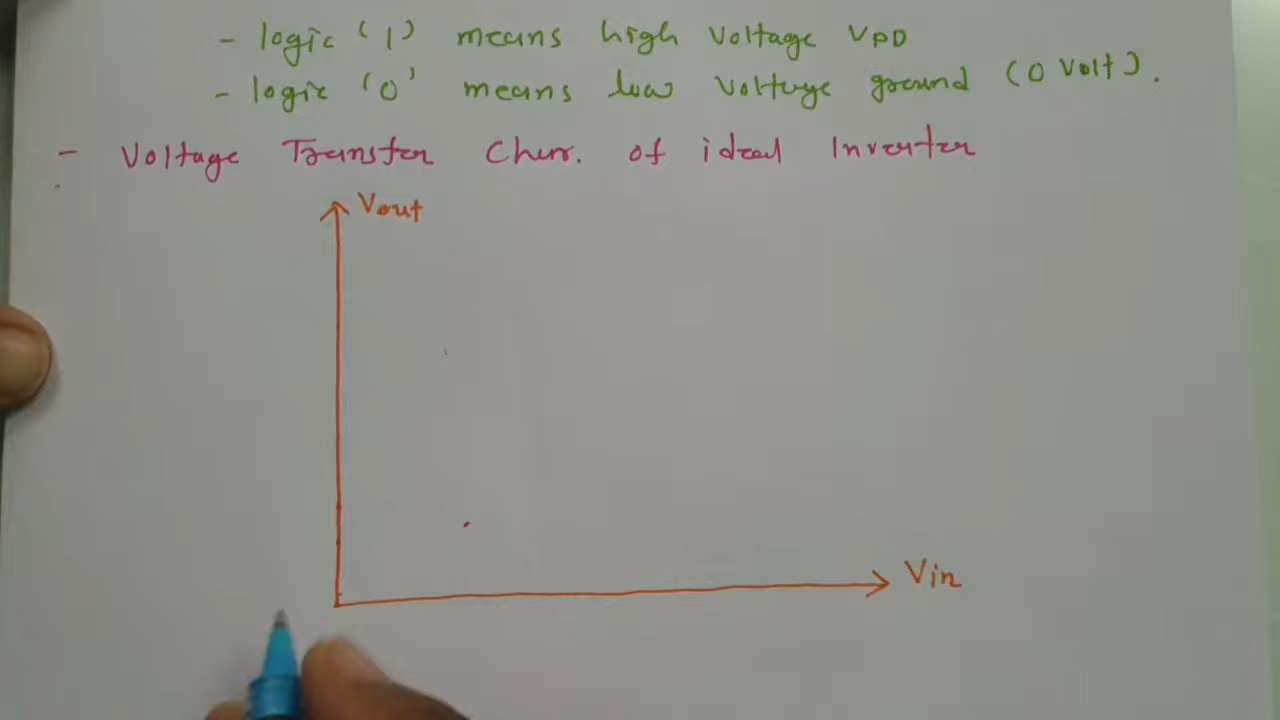 - logic '1' means high Voltage VDD
- logic '0' means low voltage ground (0 Volt).
- Voltage Transfer Char. of ideal Inverter
Vout
Vin